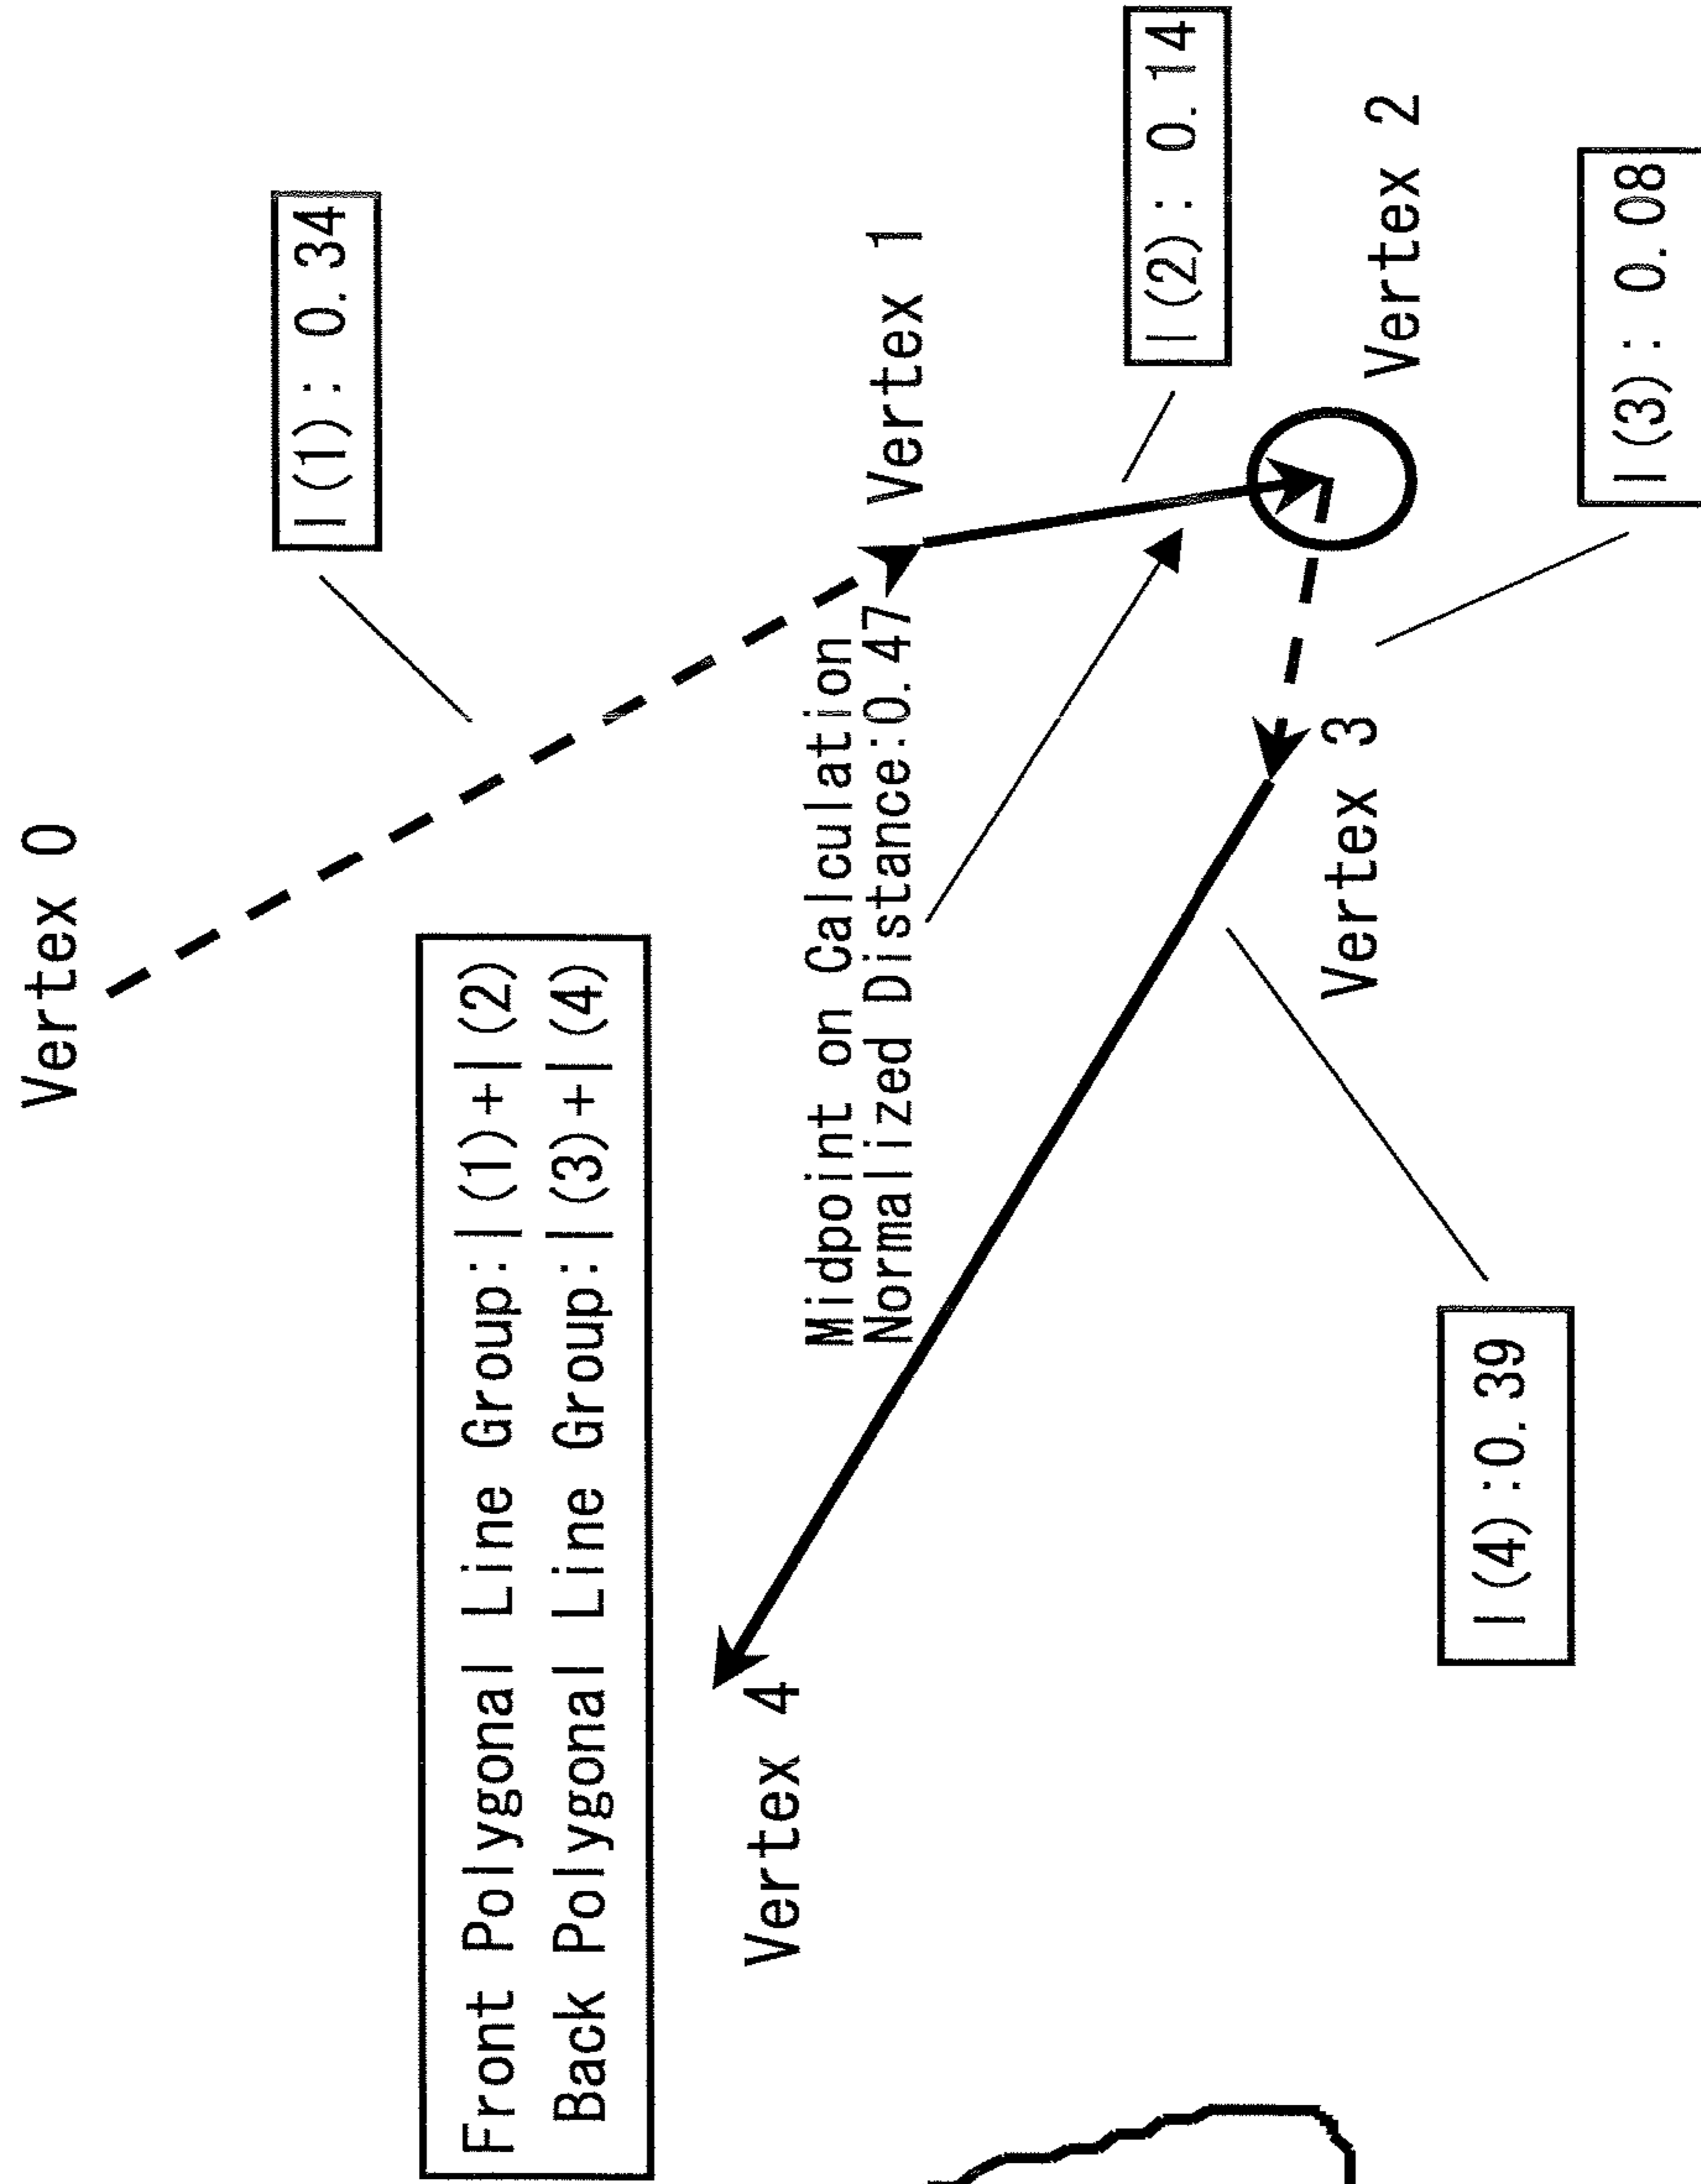 Front Polygonal Line Group:l(1)+l(2)
Back Polygonal Line Group:l(3)+l(4)
Vertex 0
l(1): 0.34
Midpoint on Calculation
Normalized Distance:0.47
Vertex 1
l(2): 0.14
Vertex 2
l(3): 0.08
Vertex 3
l(4):0.39
Vertex 4